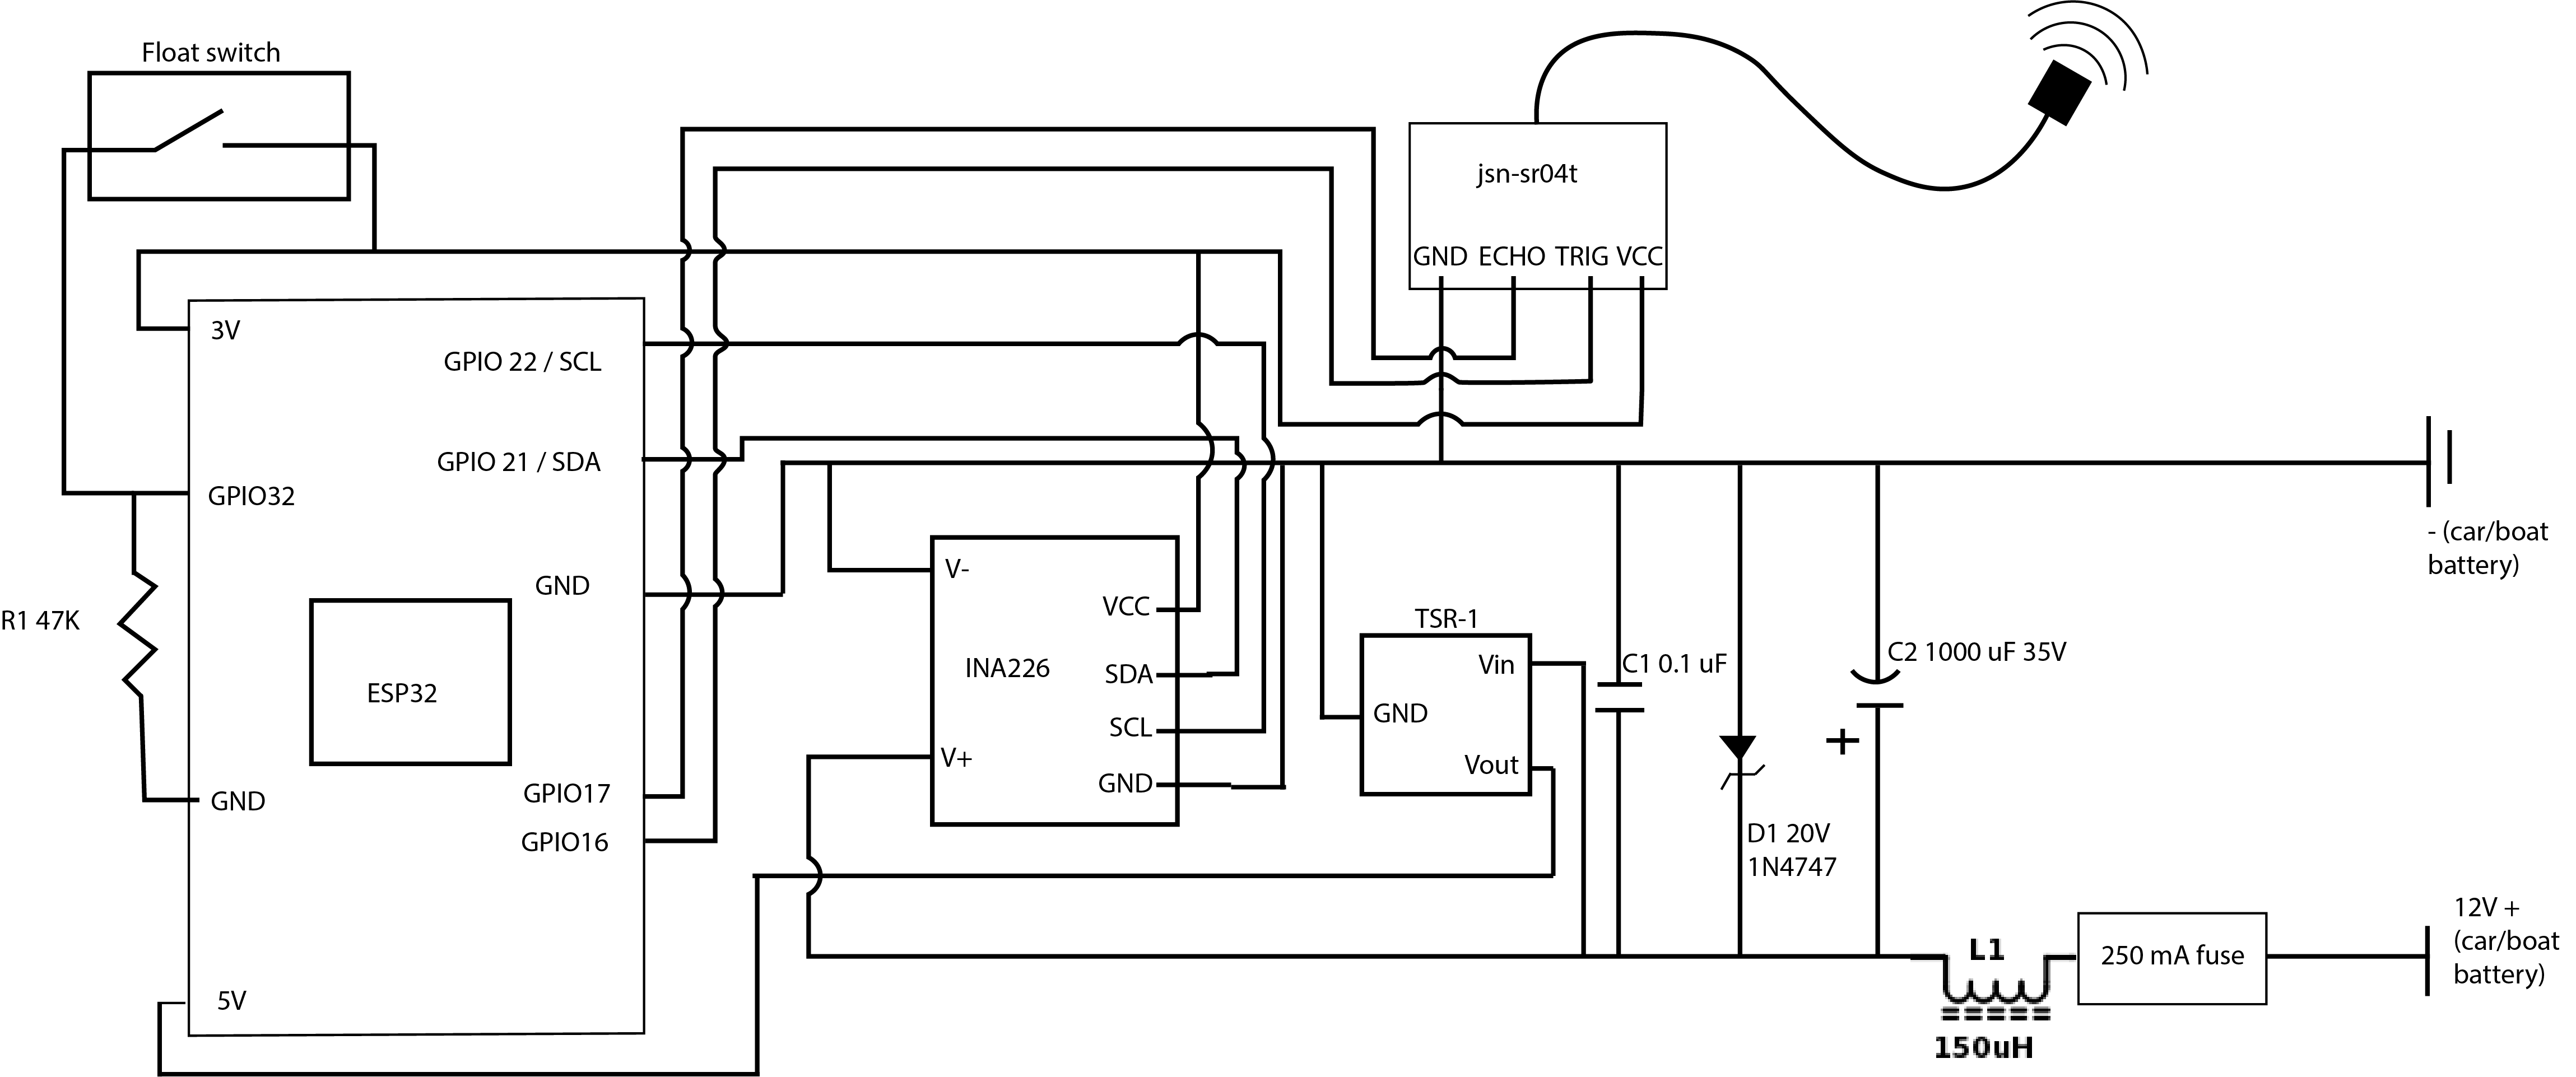 Float switch
jsn-sr04t
GND ECHO TRIG VCC
3V
GPIO 22 / SCL
GPIO 21 / SDA
GPIO32
GND
R1 47K
ESP32
GND
GPIO17
GPIO16
5V
V-
VCC
INA226
SDA
SCL
V+
GND
TSR-1
Vin
GND
Vout
C1 0.1 uF
D1 20V
1N4747
C2 1000 uF 35V
+
- (car/boat
battery)
L1
150uH
250 mA fuse
12V +
(car/boat
battery)